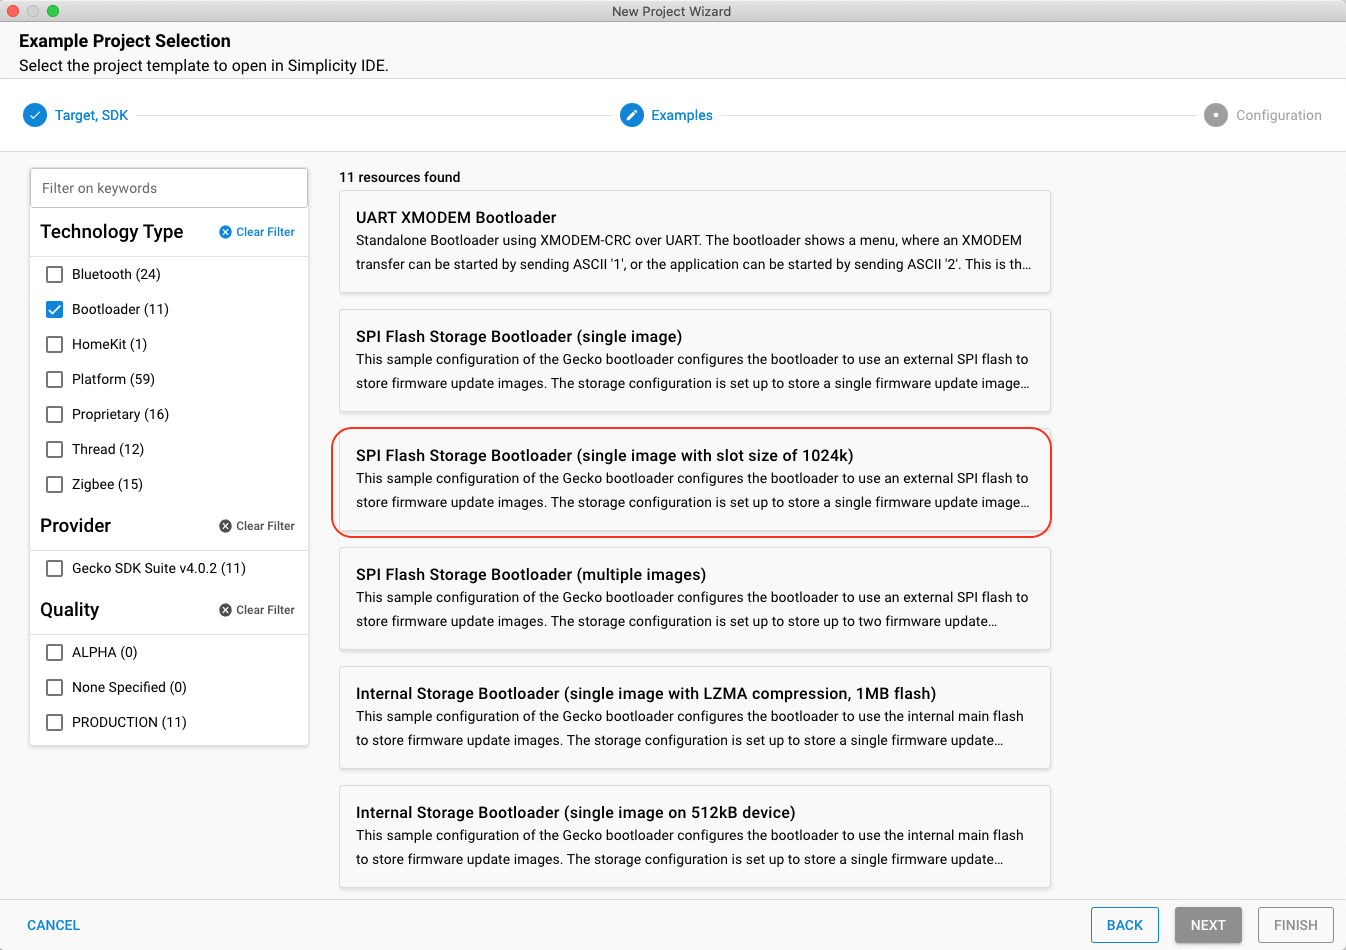 New Project Wizard
Example Project Selection
Select the project template to open in Simplicity IDE.
Target, SDK
Examples
Configuration
Filter on keywords
Technology Type
Clear Filter
Bluetooth (24)
Bootloader (11)
HomeKit (1)
Platform (59)
Proprietary (16)
Thread (12)
Zigbee (15)
Provider
Clear Filter
Gecko SDK Suite v4.0.2 (11)
Quality
Clear Filter
ALPHA (0)
None Specified (0)
PRODUCTION (11)
11 resources found
UART XMODEM Bootloader
Standalone Bootloader using XMODEM-CRC over UART. The bootloader shows a menu, where an XMODEM
transfer can be started by sending ASCII '1', or the application can be started by sending ASCII '2'. This is th...
SPI Flash Storage Bootloader (single image)
This sample configuration of the Gecko bootloader configures the bootloader to use an external SPI flash to
store firmware update images. The storage configuration is set up to store a single firmware update image...
SPI Flash Storage Bootloader (single image with slot size of 1024k)
This sample configuration of the Gecko bootloader configures the bootloader to use an external SPI flash to
store firmware update images. The storage configuration is set up to store a single firmware update image...
SPI Flash Storage Bootloader (multiple images)
This sample configuration of the Gecko bootloader configures the bootloader to use an external SPI flash to
store firmware update images. The storage configuration is set up to store up to two firmware update...
Internal Storage Bootloader (single image with LZMA compression, 1MB flash)
This sample configuration of the Gecko bootloader configures the bootloader to use the internal main flash
to store firmware update images. The storage configuration is set up to store a single firmware update...
Internal Storage Bootloader (single image on 512kB device)
This sample configuration of the Gecko bootloader configures the bootloader to use the internal main flash
to store firmware update images. The storage configuration is set up to store a single firmware update...
CANCEL
BACK
NEXT
FINISH